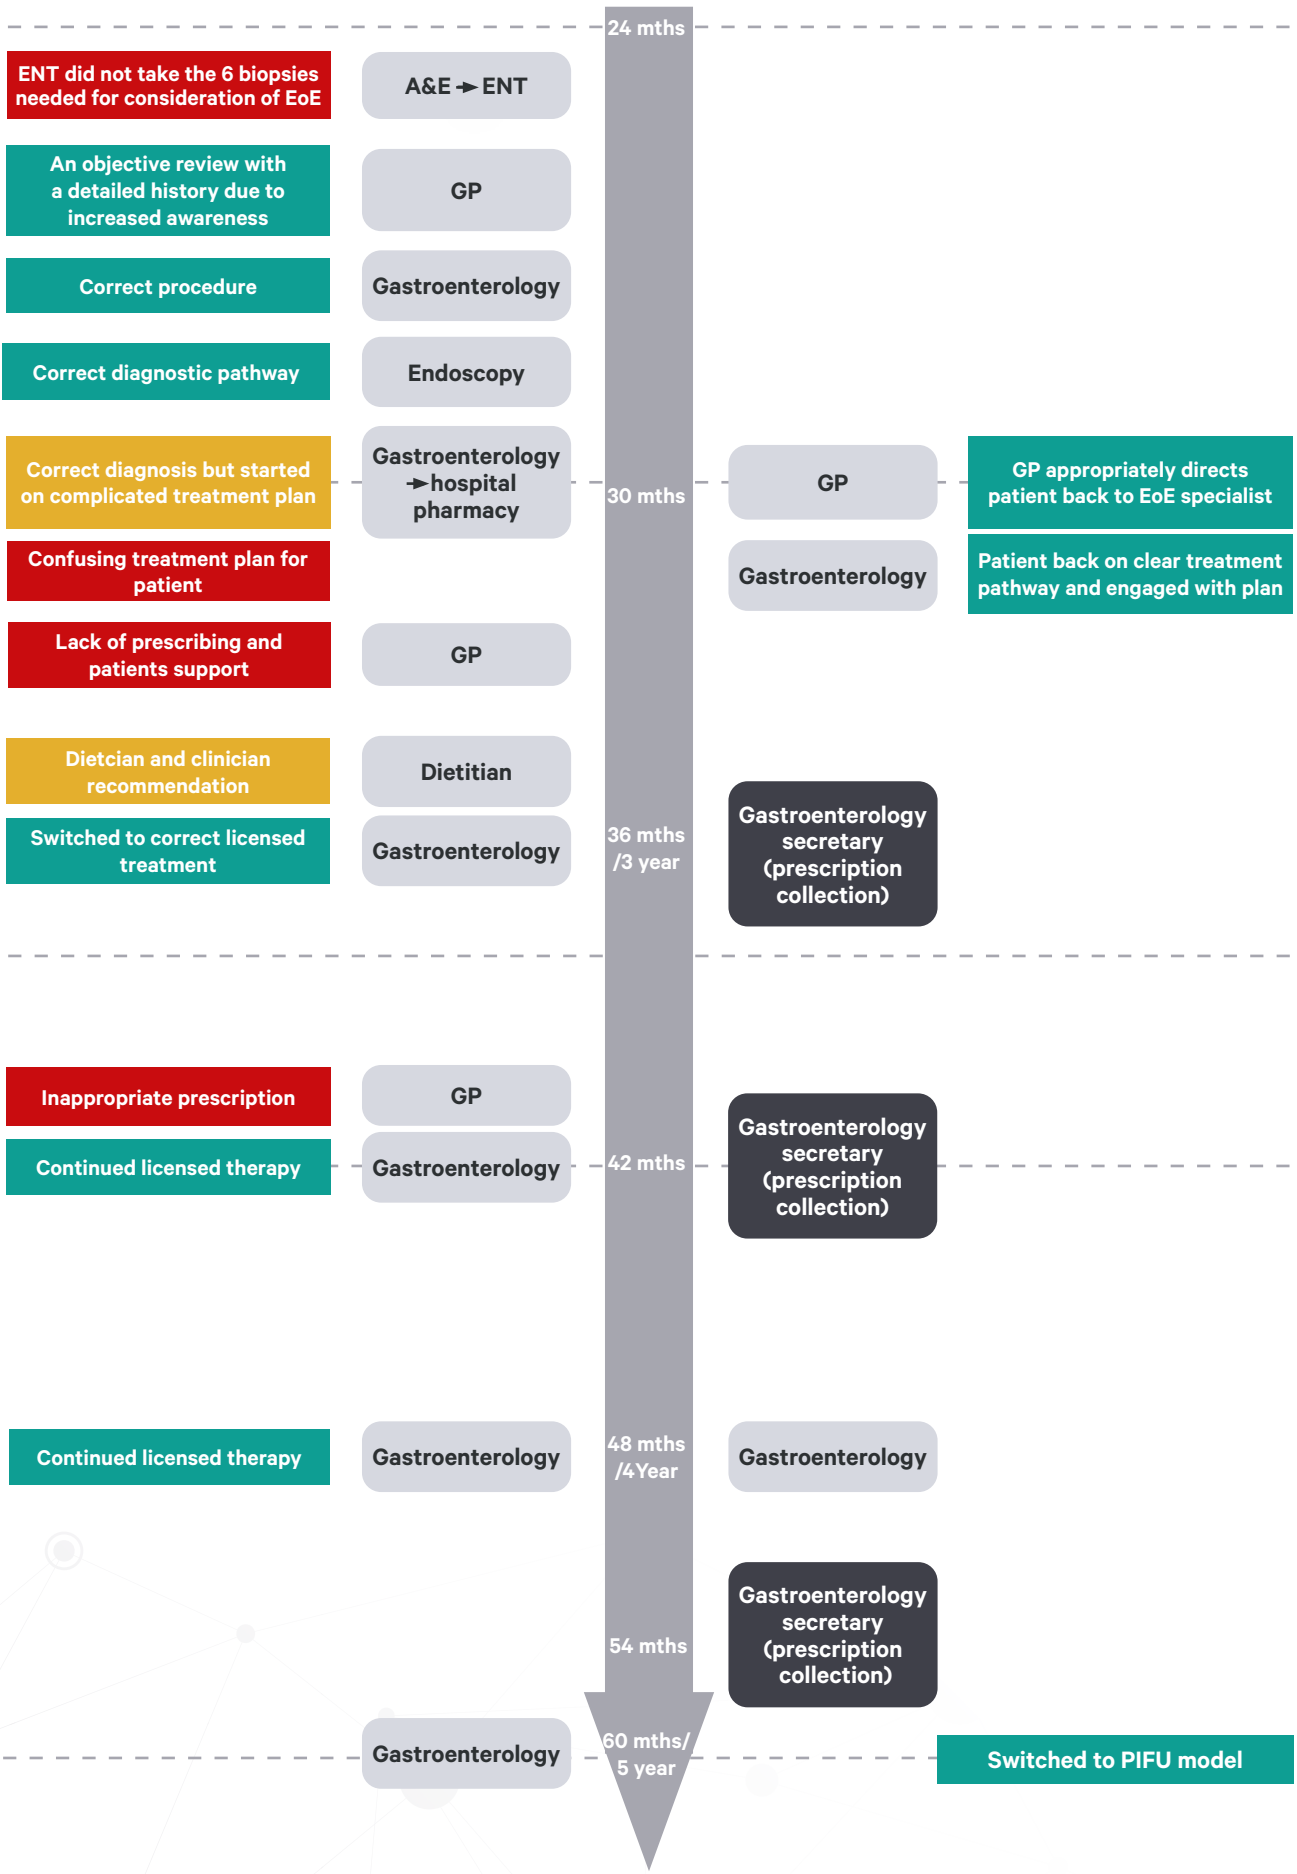 24 mths
ENT did not take the 6 biopsies
needed for consideration of EoE
A&E → ENT
An objective review with
a detailed history due to
increased awareness
GP
Correct procedure
Gastroenterology
Correct diagnostic pathway
Endoscopy
Correct diagnosis but started
on complicated treatment plan
Gastroenterology
→ hospital
pharmacy
30 mths
GP
GP appropriately directs
patient back to EoE specialist
Confusing treatment plan for
patient
Gastroenterology
Patient back on clear treatment
pathway and engaged with plan
Lack of prescribing and
patients support
GP
Dietcian and clinician
recommendation
Dietitian
Switched to correct licensed
treatment
Gastroenterology
36 mths
/3 year
Gastroenterology
secretary
(prescription
collection)
Inappropriate prescription
GP
Continued licensed therapy
Gastroenterology
42 mths
Gastroenterology
secretary
(prescription
collection)
Continued licensed therapy
Gastroenterology
48 mths
/4Year
Gastroenterology
54 mths
Gastroenterology
secretary
(prescription
collection)
Gastroenterology
60 mths/
5 year
Switched to PIFU model